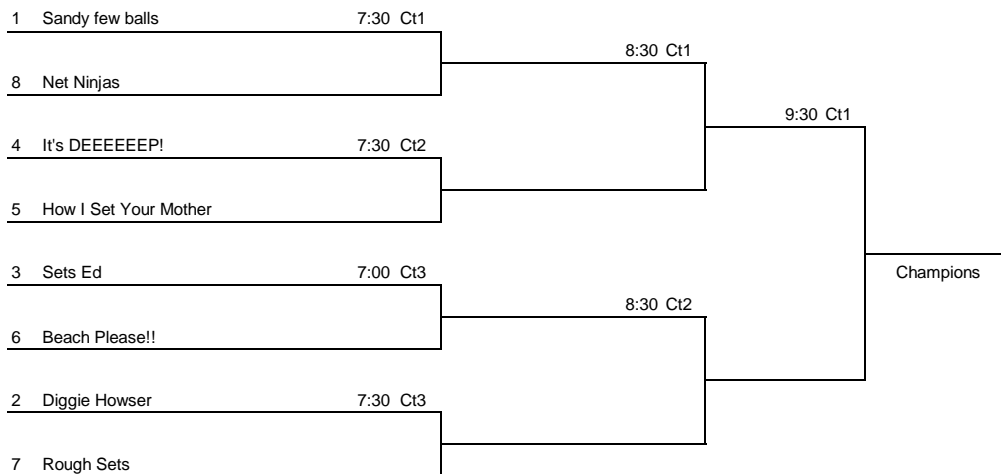 1 Sandy few balls 7:30 Ct1
8:30 Ct1
8 Net Ninjas
9:30 Ct1
4 It's DEEEEEEP! 7:30 Ct2
5 How I Set Your Mother
3 Sets Ed 7:00 Ct3
Champions
8:30 Ct2
6 Beach Please!!
2 Diggie Howser 7:30 Ct3
7 Rough Sets